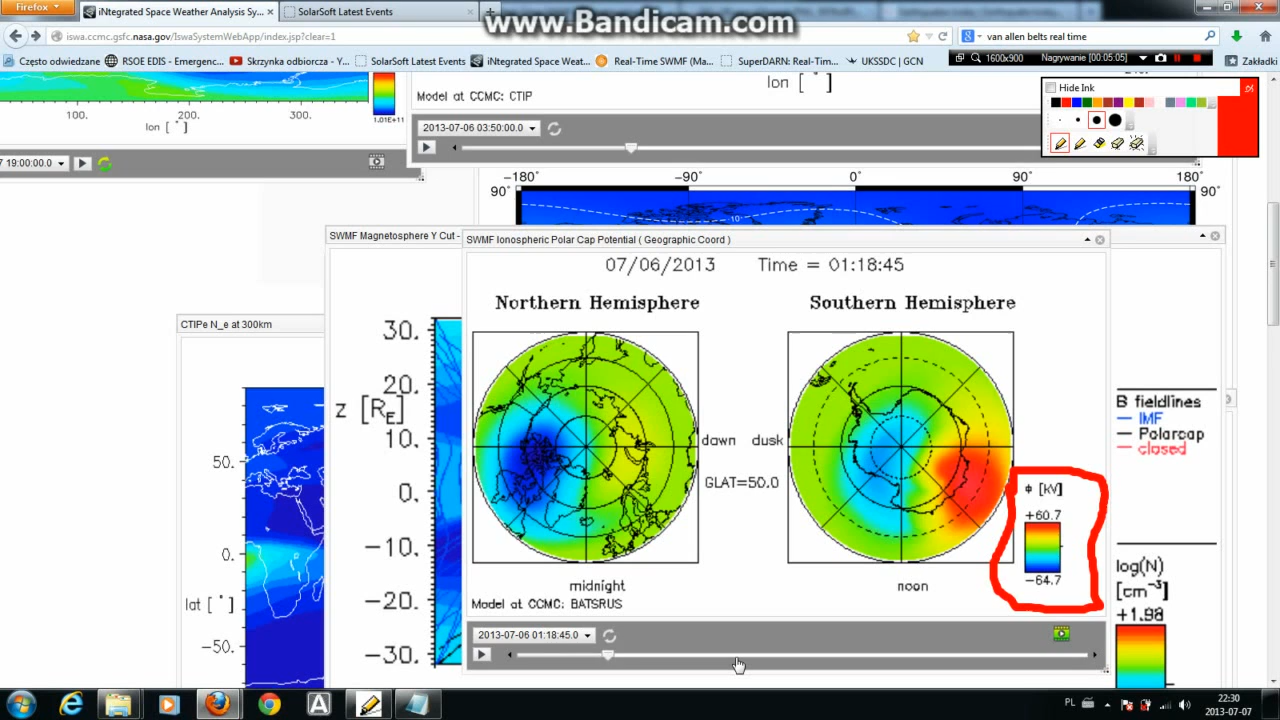 Firefox
iNtegrated Space Weather Analysis Sy...
SolarSoft Latest Events
www.Bandicam.com
iswa.ccmc.gsfc.nasa.gov/IswaSystemWebApp/index.jsp?clear=1
van allen belts real time
Często odwiedzane
RSOE EDIS - Emergenc...
Skrzynka odbiorcza - Y...
SolarSoft Latest Events
iNtegrated Space Weat...
Real-Time SWMF (Ma...
SuperDARN: Real-Tim...
UKSSDC | GCN
1600x900
Nagrywanie [00:05:05]
Zakładki
Hide Ink
lon [ ° ]
Model at CCMC: CTIP
100.
200.
300.
1.01E+11
lon [ ° ]
2013-07-06 03:50:00.0
7 19:00:00.0
−180°
−90°
0°
90°
180°
90°
90°
10
SWMF Magnetosphere Y Cut -
SWMF Ionospheric Polar Cap Potential ( Geographic Coord )
07/06/2013
Time = 01:18:45
Northern Hemisphere
Southern Hemisphere
CTIPe N_e at 300km
30.
20.
z [RE]
10.
0.
−10.
−20.
−30.
50.
0.
lat [ ° ]
−50.
dawn
dusk
GLAT=50.0
midnight
noon
Model at CCMC: BATSRUS
Φ [kV]
+60.7
−64.7
B fieldlines
IMF
Polarcap
closed
log(N)
[cm−3]
+1.98
2013-07-06 01:18:45.0
PL
22:30
2013-07-07